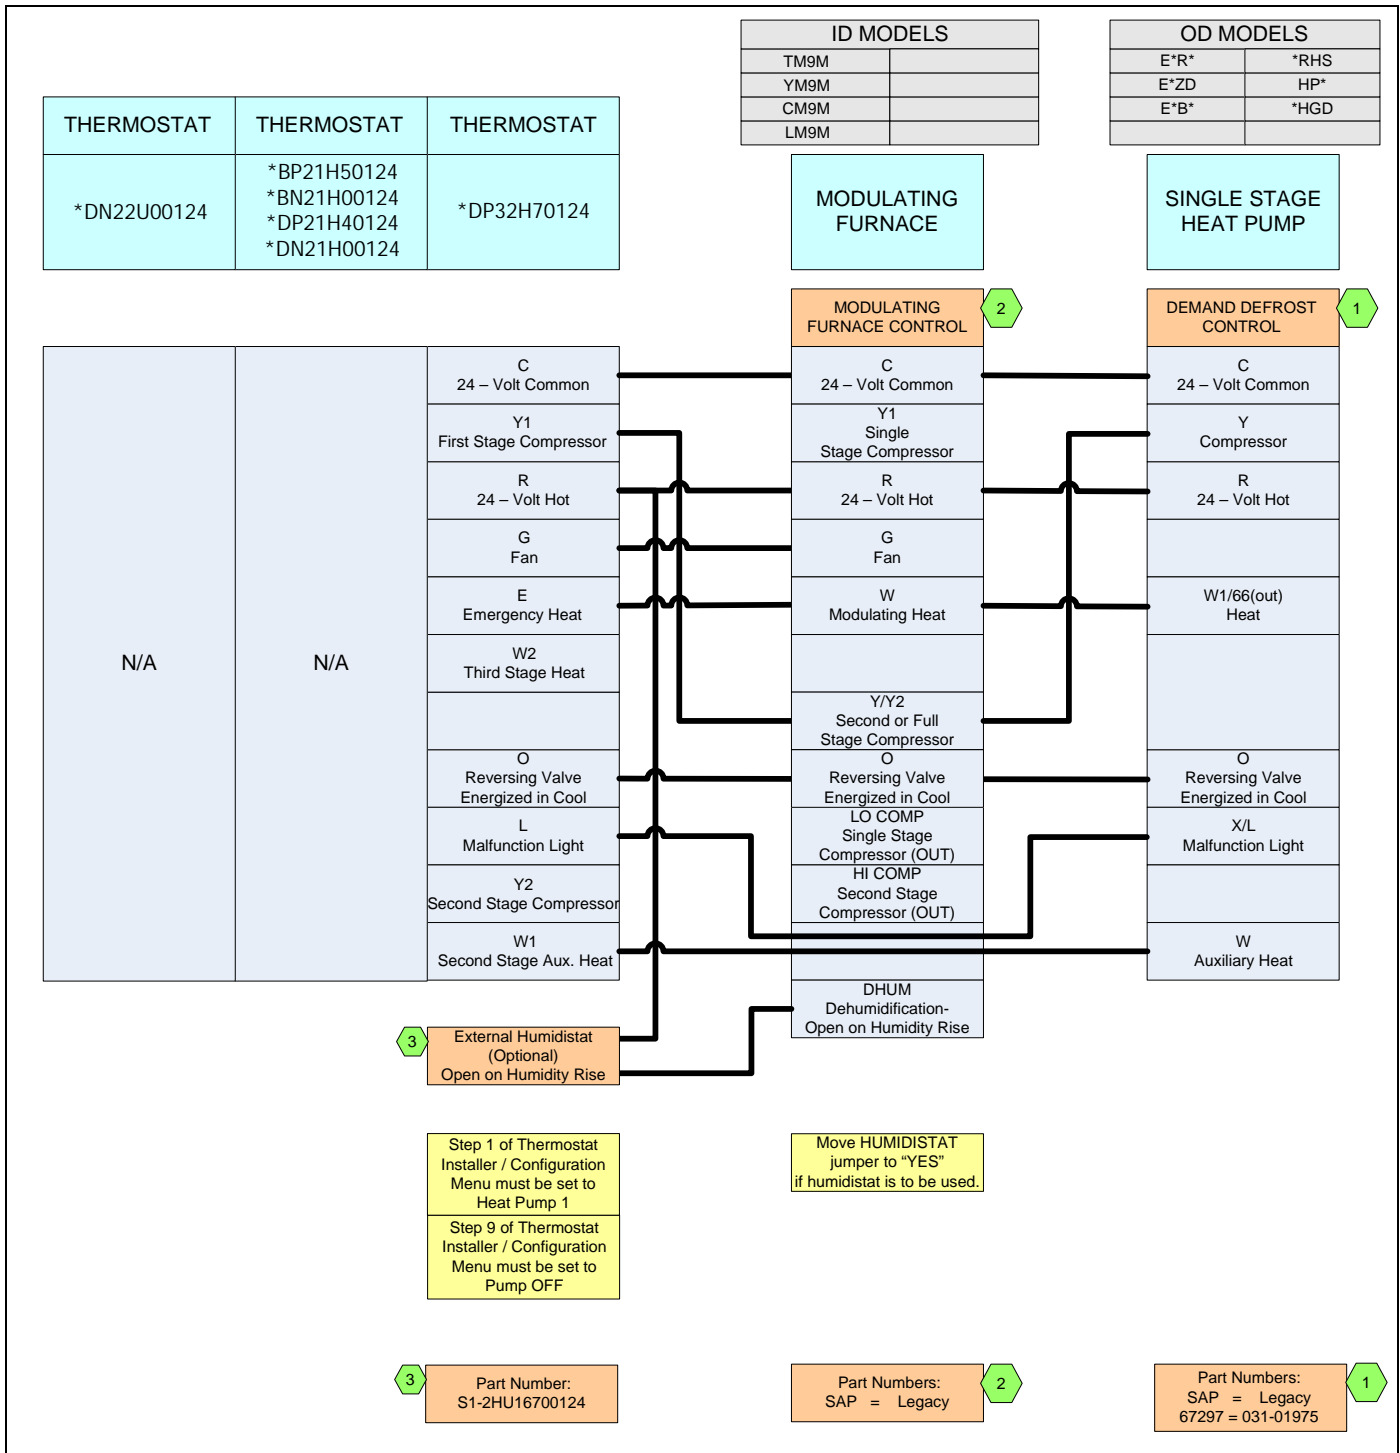 ID MODELS
TM9M
YM9M
CM9M
LM9M
OD MODELS
E*R* *RHS
E*ZD HP*
E*B* *HGD
THERMOSTAT THERMOSTAT THERMOSTAT
*DN22U00124
*BP21H50124
*BN21H00124
*DP21H40124
*DN21H00124
*DP32H70124
MODULATING
FURNACE
SINGLE STAGE
HEAT PUMP
MODULATING
FURNACE CONTROL
2
DEMAND DEFROST
CONTROL
1
N/A
N/A
C
24 – Volt Common
Y1
First Stage Compressor
R
24 – Volt Hot
G
Fan
E
Emergency Heat
W2
Third Stage Heat
O
Reversing Valve
Energized in Cool
L
Malfunction Light
Y2
Second Stage Compressor
W1
Second Stage Aux. Heat
C
24 – Volt Common
Y1
Single
Stage Compressor
R
24 – Volt Hot
G
Fan
W
Modulating Heat
Y/Y2
Second or Full
Stage Compressor
O
Reversing Valve
Energized in Cool
LO COMP
Single Stage
Compressor (OUT)
HI COMP
Second Stage
Compressor (OUT)
DHUM
Dehumidification-
Open on Humidity Rise
C
24 – Volt Common
Y
Compressor
R
24 – Volt Hot
W1/66(out)
Heat
O
Reversing Valve
Energized in Cool
X/L
Malfunction Light
W
Auxiliary Heat
3
External Humidistat
(Optional)
Open on Humidity Rise
Step 1 of Thermostat
Installer / Configuration
Menu must be set to
Heat Pump 1
Step 9 of Thermostat
Installer / Configuration
Menu must be set to
Pump OFF
Move HUMIDISTAT
jumper to “YES”
if humidistat is to be used.
3
Part Number:
S1-2HU16700124
Part Numbers:
SAP = Legacy
2
Part Numbers:
SAP = Legacy
67297 = 031-01975
1